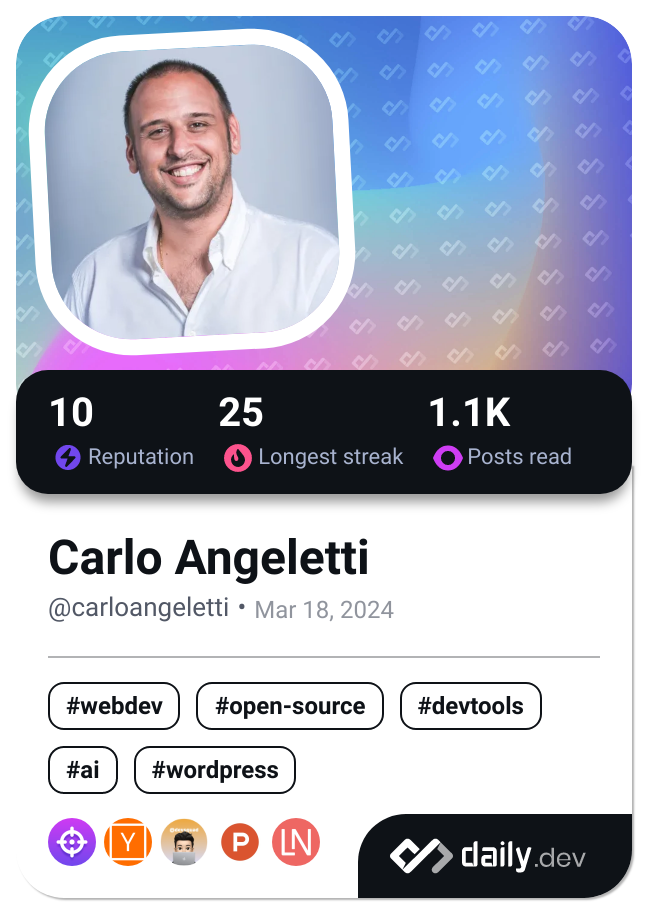 10 25 1.1K
Reputation Longest streak Posts read
Carlo Angeletti
@carloangeletti • Mar 18, 2024
#webdev #open-source #devtools
#ai #wordpress
Y P LN
daily.dev